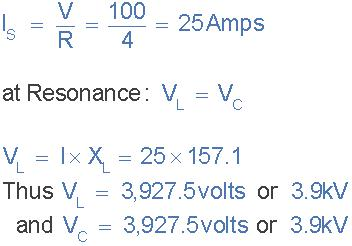 I_S = V/R = 100/4 = 25Amps
at Resonance: V_L = V_C
V_L = I × X_L = 25 × 157.1
Thus V_L = 3,927.5volts or 3.9kV
and V_C = 3,927.5volts or 3.9kV